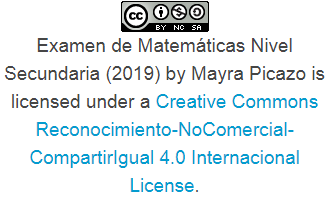 cc
BY NC SA
Examen de Matemáticas Nivel
Secundaria (2019) by Mayra Picazo is
licensed under a Creative Commons
Reconocimiento-NoComercial-
CompartirIgual 4.0 Internacional
License.